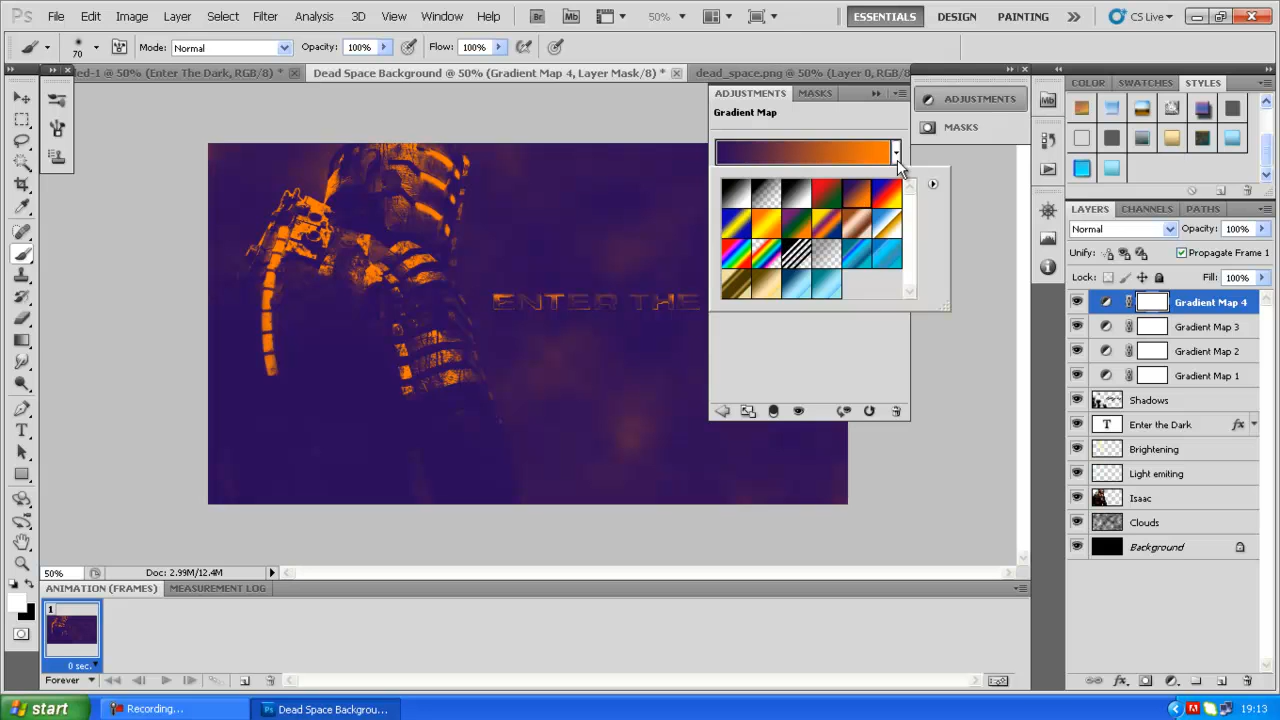 Ps File Edit Image Layer Select Filter Analysis 3D View Window Help Br Mb 50% ESSENTIALS DESIGN PAINTING CS Live
70 Mode: Normal Opacity: 100% Flow: 100%
ed-1 @ 50% (Enter The Dark, RGB/8) * Dead Space Background @ 50% (Gradient Map 4, Layer Mask/8) * dead_space.png @ 50% (Layer 0, RGB/8
ADJUSTMENTS MASKS
Gradient Map
ADJUSTMENTS
MASKS
Mb
COLOR SWATCHES STYLES
ENTER THE
LAYERS CHANNELS PATHS
Normal Opacity: 100%
Unify: Propagate Frame 1
Lock: Fill: 100%
Gradient Map 4
Gradient Map 3
Gradient Map 2
Gradient Map 1
Shadows
T Enter the Dark fx
Brightening
Light emiting
Isaac
Clouds
Background
50% Doc: 2.99M/12.4M
ANIMATION (FRAMES) MEASUREMENT LOG
1
0 sec.
Forever
start Recording... Ps Dead Space Backgrou... 19:13